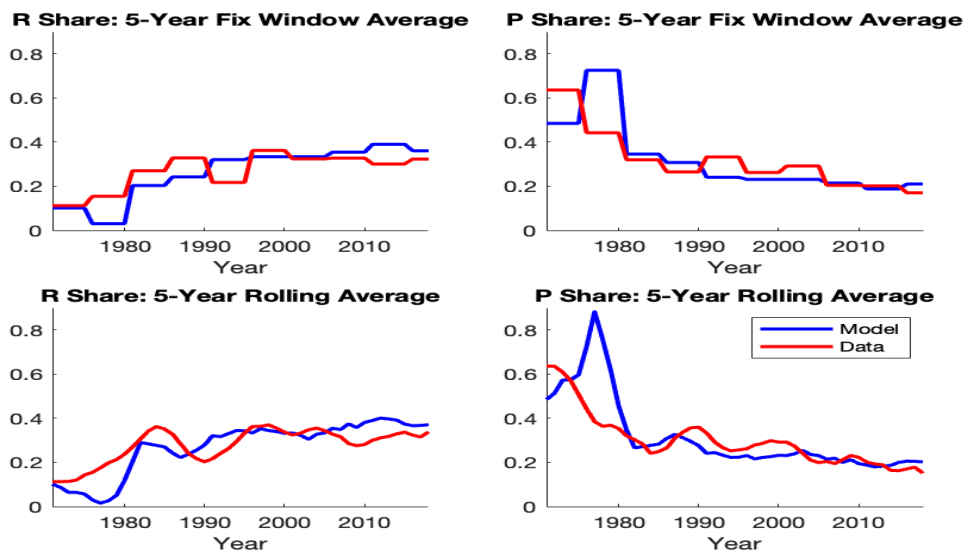 R Share: 5-Year Fix Window Average
0.8
0.6
0.4
0.2
0
1980 1990 2000 2010
Year
P Share: 5-Year Fix Window Average
0.8
0.6
0.4
0.2
0
1980 1990 2000 2010
Year
R Share: 5-Year Rolling Average
0.8
0.6
0.4
0.2
0
1980 1990 2000 2010
Year
P Share: 5-Year Rolling Average
0.8
0.6
0.4
0.2
0
Model
Data
1980 1990 2000 2010
Year